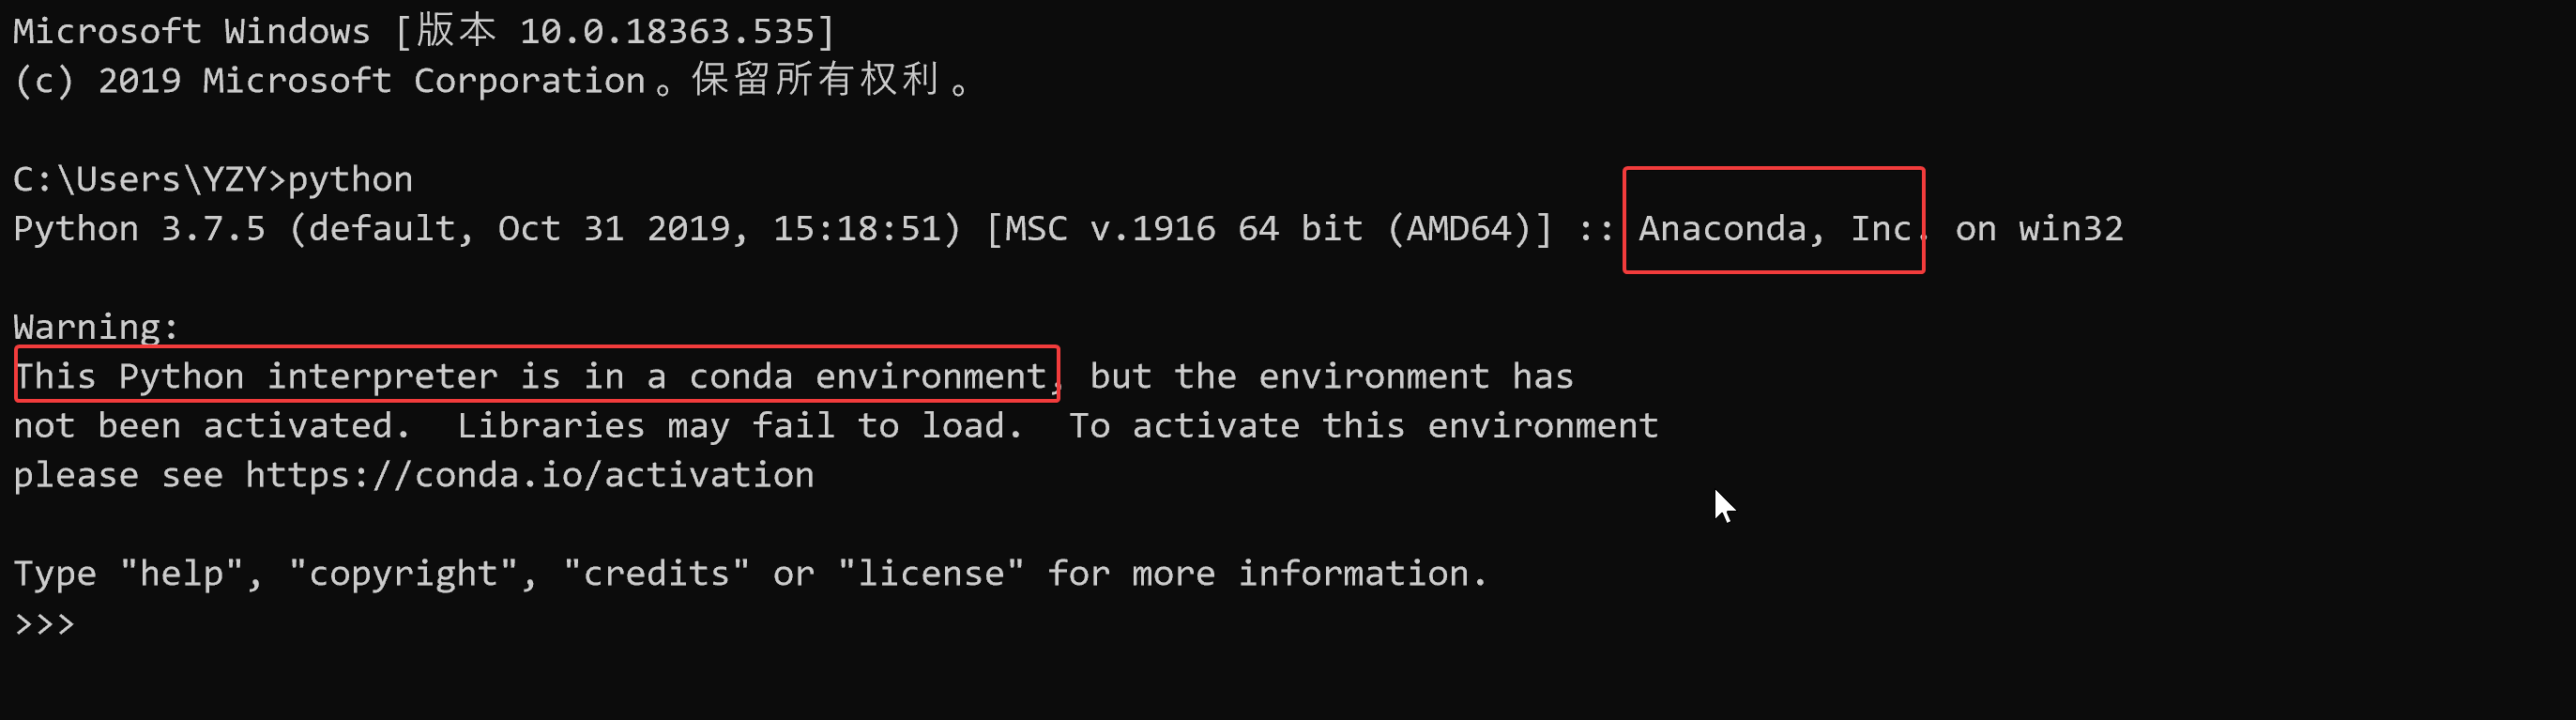 Microsoft Windows [版本 10.0.18363.535]
(c) 2019 Microsoft Corporation。保留所有权利。
C:\Users\YZY>python
Python 3.7.5 (default, Oct 31 2019, 15:18:51) [MSC v.1916 64 bit (AMD64)] :: Anaconda, Inc. on win32
Warning:
This Python interpreter is in a conda environment, but the environment has
not been activated.  Libraries may fail to load.  To activate this environment
please see https://conda.io/activation
Type "help", "copyright", "credits" or "license" for more information.
>>>